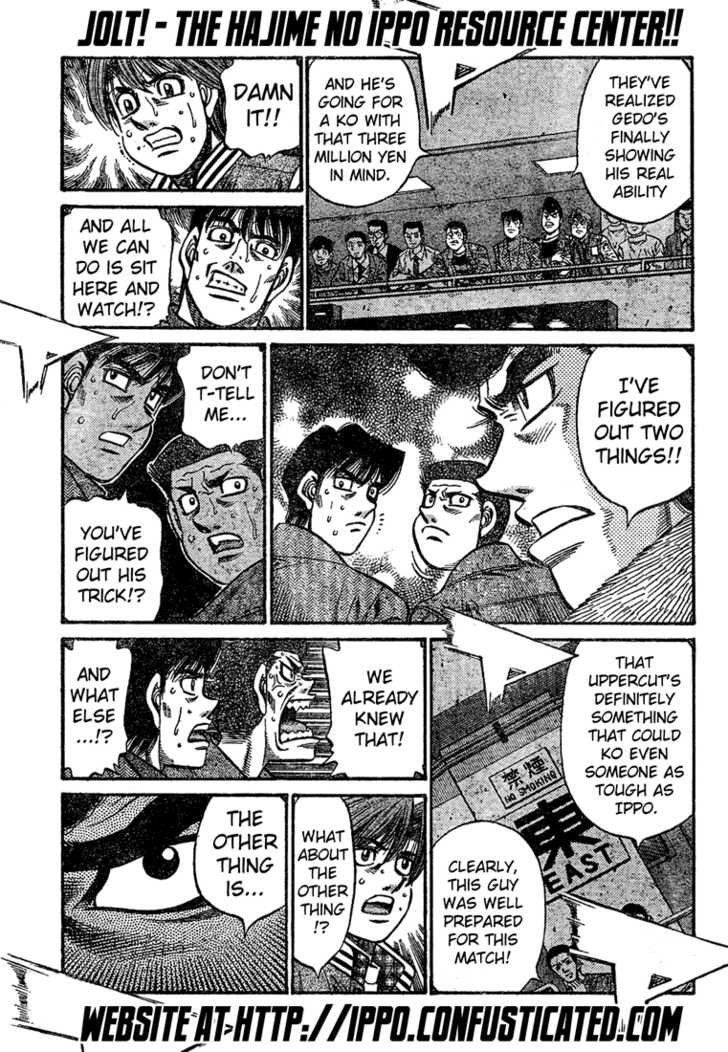 JOLT! - THE HAJIME NO IPPO RESOURCE CENTER!!
THEY'VE
REALIZED
GEDO'S
FINALLY
SHOWING
HIS REAL
ABILITY
AND HE'S
GOING FOR
A KO WITH
THAT THREE
MILLION YEN
IN MIND.
DAMN
IT!!
AND ALL
WE CAN
DO IS SIT
HERE AND
WATCH!?
I'VE
FIGURED
OUT TWO
THINGS!!
DON'T
T-TELL
ME...
YOU'VE
FIGURED
OUT HIS
TRICK!?
THAT
UPPERCUT'S
DEFINITELY
SOMETHING
THAT COULD
KO EVEN
SOMEONE AS
TOUGH AS
IPPO.
禁煙
NO SMOKING
東
EAST
CLEARLY,
THIS GUY
WAS WELL
PREPARED
FOR THIS
MATCH!
WE
ALREADY
KNEW
THAT!
AND
WHAT
ELSE
...!?
WHAT
ABOUT
THE
OTHER
THING
!?
THE
OTHER
THING
IS...
WEBSITE AT HTTP://IPPO.CONFUSTICATED.COM